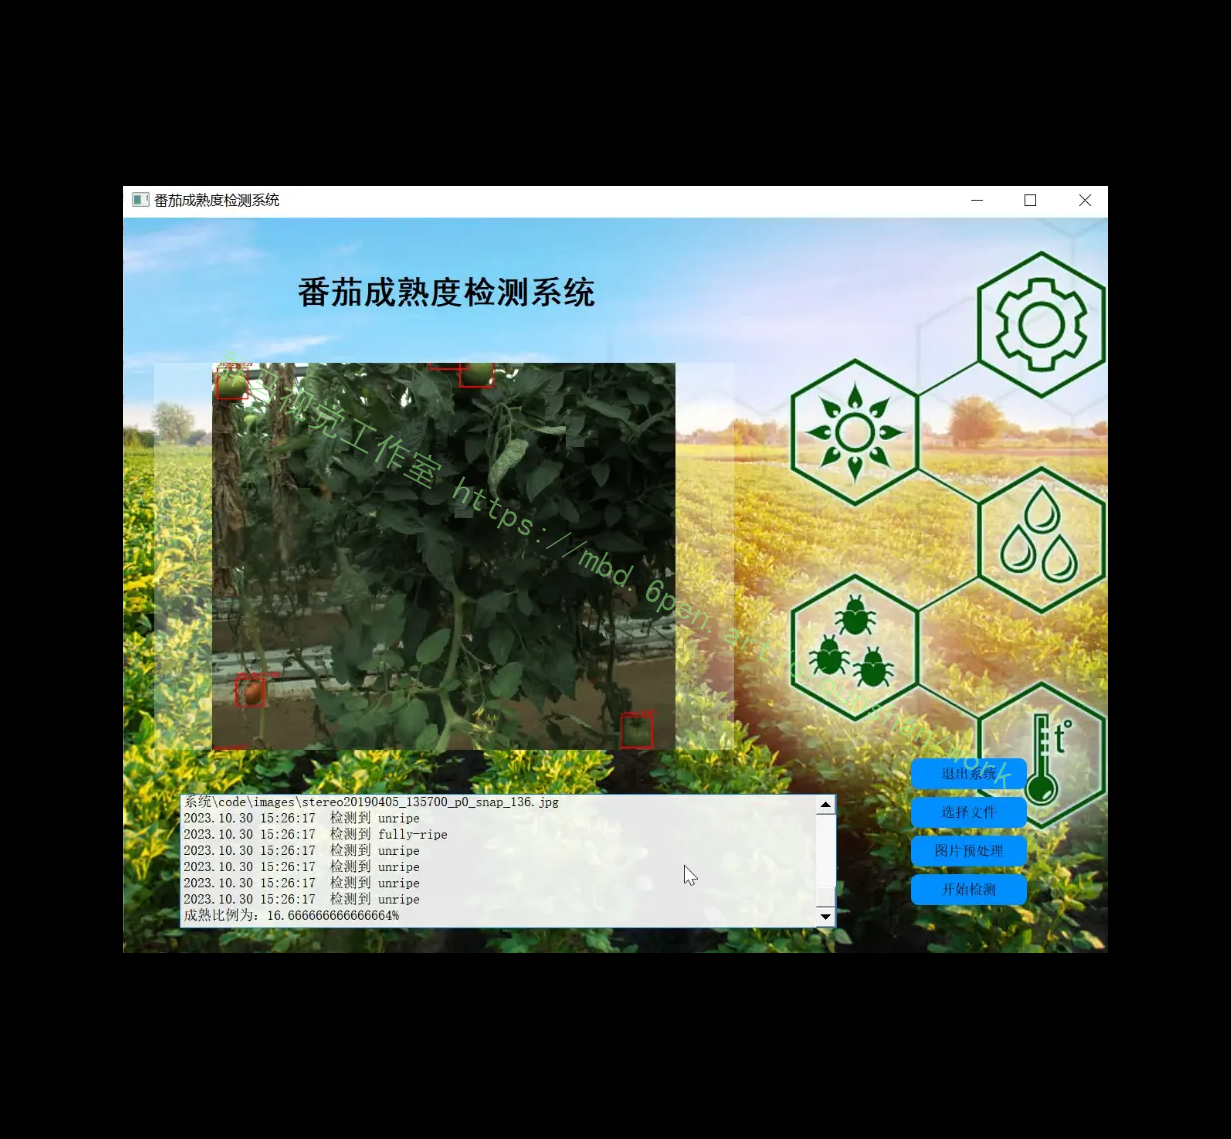 番茄成熟度检测系统
番茄成熟度检测系统
视觉工作室 https://mbd.
退出系统
选择文件
图片预处理
开始检测
系统\code\images\stereo20190405_135700_p0_snap_136.jpg
2023.10.30 15:26:17 检测到 unripe
2023.10.30 15:26:17 检测到 fully-ripe
2023.10.30 15:26:17 检测到 unripe
2023.10.30 15:26:17 检测到 unripe
2023.10.30 15:26:17 检测到 unripe
2023.10.30 15:26:17 检测到 unripe
成熟比例为：16.666666666666664%
t°